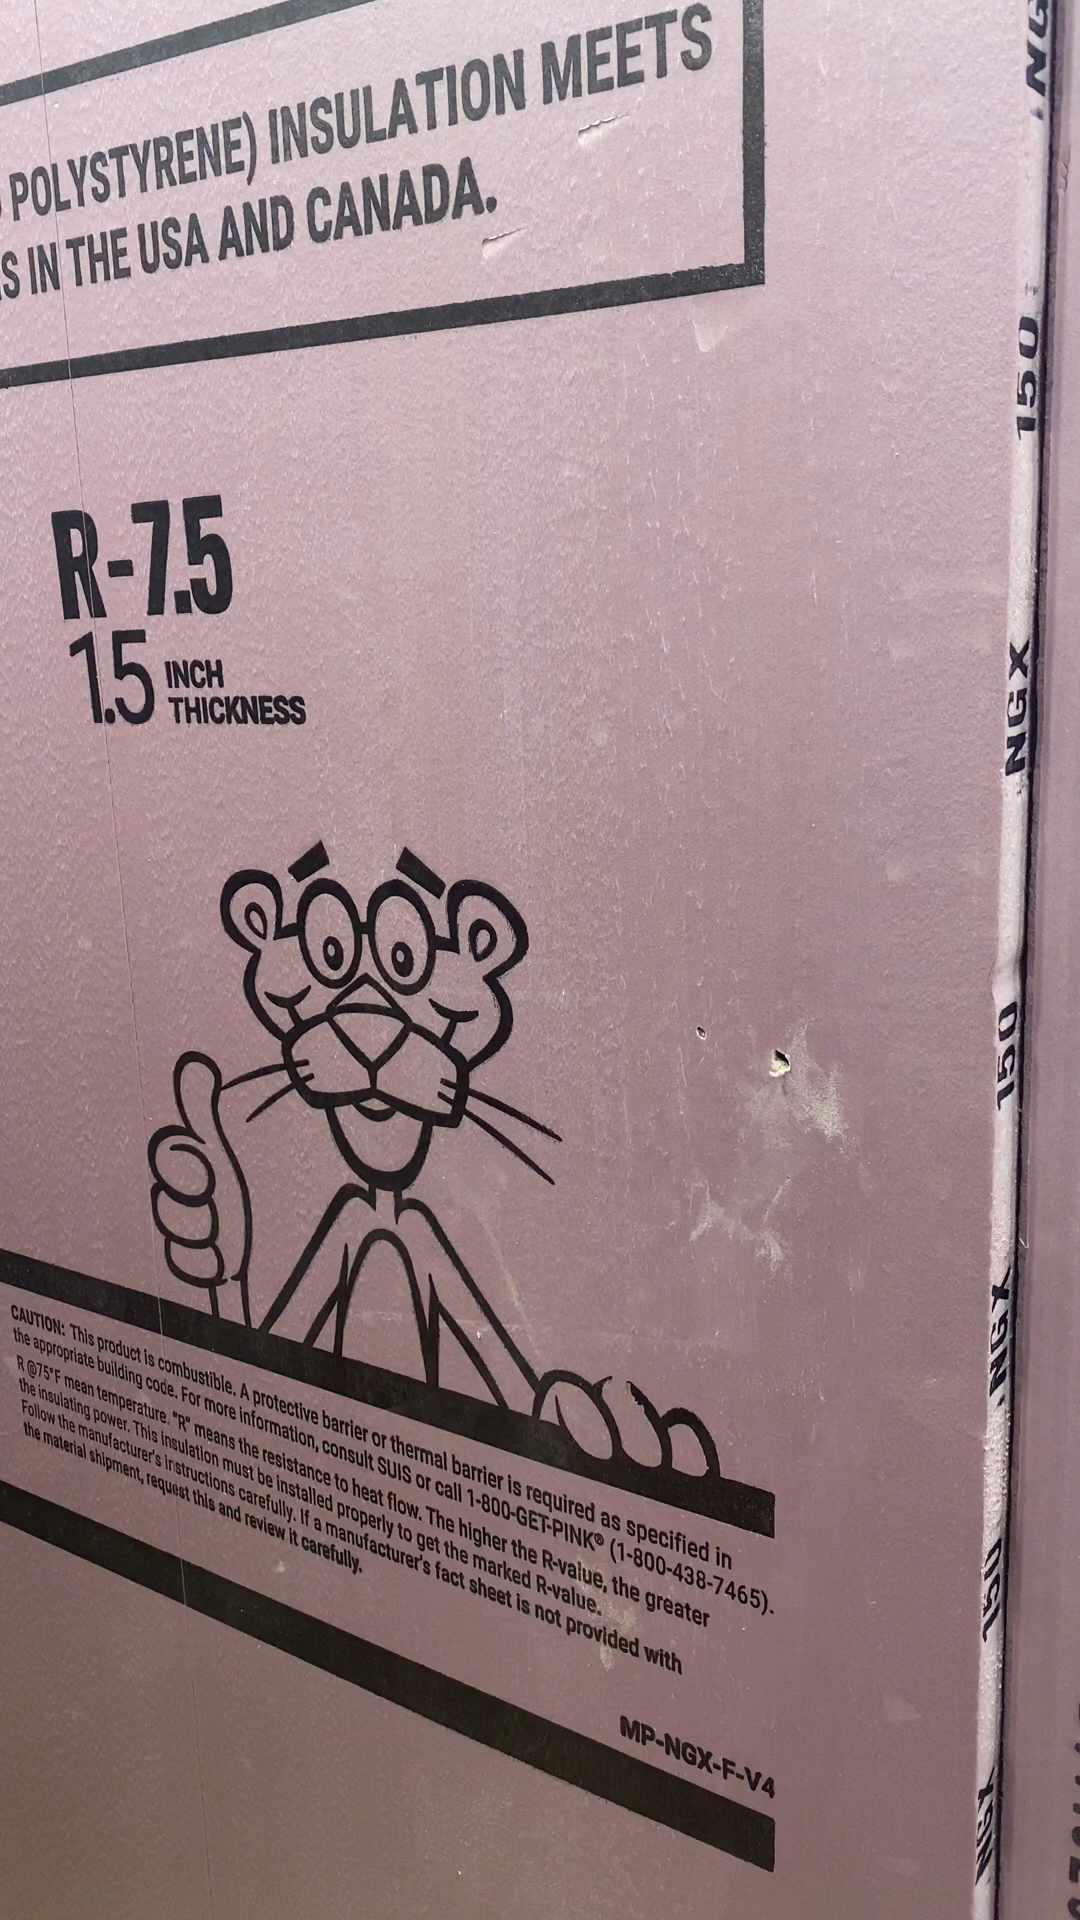 POLYSTYRENE) INSULATION MEETS
IN THE USA AND CANADA.
R-7.5
1.5 INCH
THICKNESS
CAUTION: This product is combustible. A protective barrier or thermal barrier is required as specified in
the appropriate building code. For more information, consult SUIS or call 1-800-GET-PINK® (1-800-438-7465).
R @75°F mean temperature. "R" means the resistance to heat flow. The higher the R-value, the greater
the insulating power. This insulation must be installed properly to get the marked R-value.
Follow the manufacturer's instructions carefully. If a manufacturer's fact sheet is not provided with
the material shipment, request this and review it carefully.
MP-NGX-F-V4
NGX 150 NGX 150 NGX 150 NG